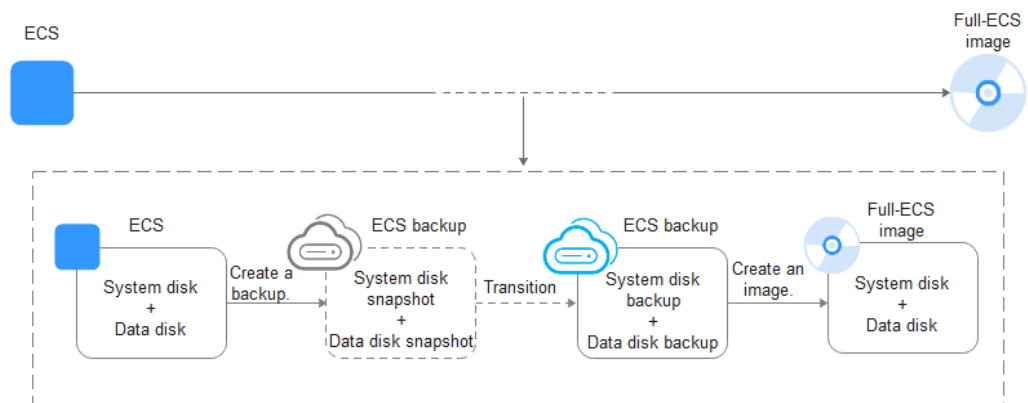 ECS
Full-ECS
image
ECS
System disk
+
Data disk
Create a
backup.
ECS backup
System disk
snapshot
+
Data disk snapshot
Transition
ECS backup
System disk
backup
+
Data disk backup
Create an
image.
Full-ECS
image
System disk
+
Data disk